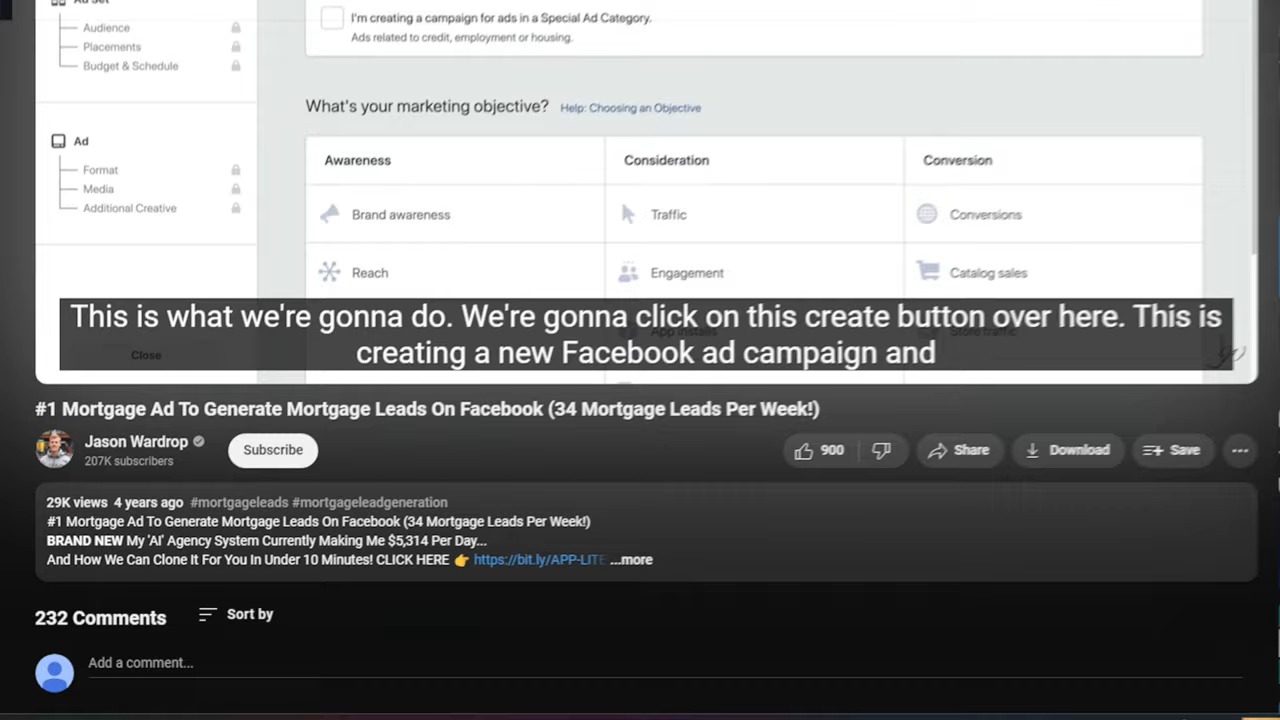 Ad Set
I'm creating a campaign for ads in a Special Ad Category.
Audience
Ads related to credit, employment or housing.
Placements
Budget & Schedule
What's your marketing objective? Help: Choosing an Objective
Ad
Awareness Consideration Conversion
Format
Media
Additional Creative
Brand awareness Traffic Conversions
Reach Engagement Catalog sales
This is what we're gonna do. We're gonna click on this create button over here. This is
creating a new Facebook ad campaign and
App installs
Store traffic
Close
#1 Mortgage Ad To Generate Mortgage Leads On Facebook (34 Mortgage Leads Per Week!)
Jason Wardrop
207K subscribers
Subscribe
900
Share
Download
Save
29K views 4 years ago #mortgageleads #mortgageleadgeneration
#1 Mortgage Ad To Generate Mortgage Leads On Facebook (34 Mortgage Leads Per Week!)
BRAND NEW My 'AI' Agency System Currently Making Me $5,314 Per Day...
And How We Can Clone It For You In Under 10 Minutes! CLICK HERE 👉 https://bit.ly/APP-LITE ...more
232 Comments
Sort by
Add a comment...